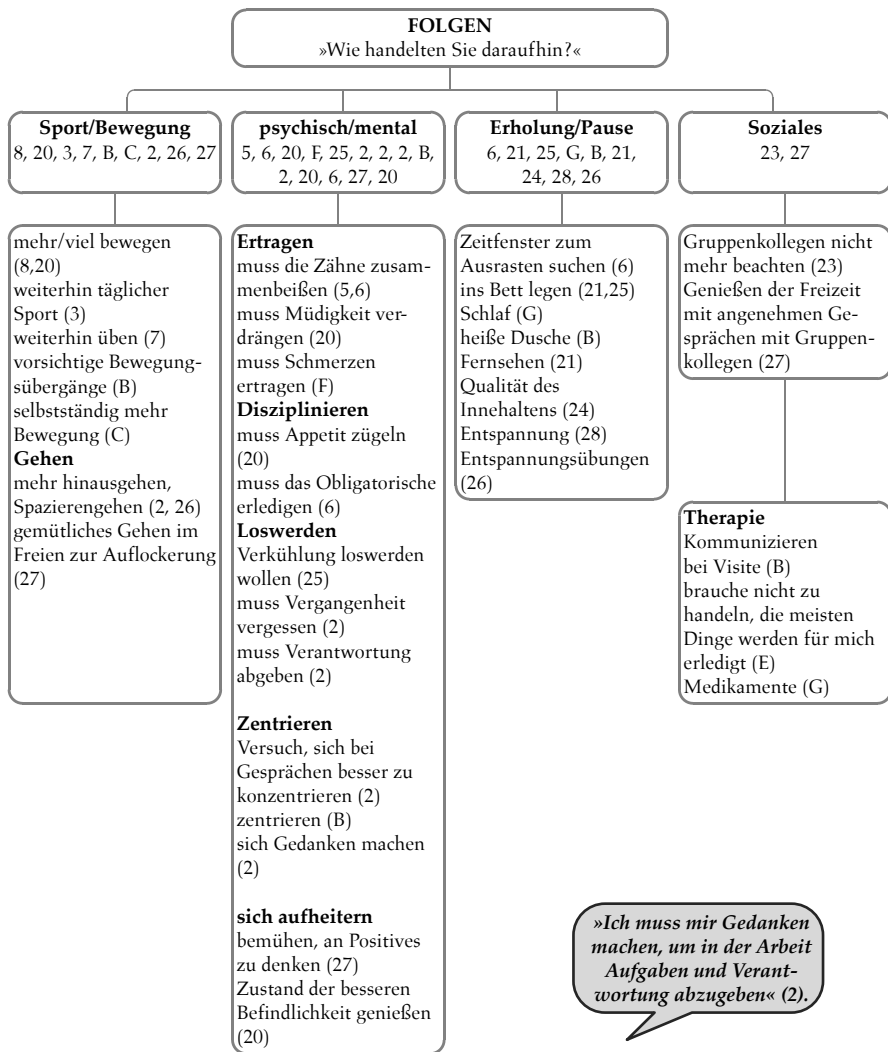 FOLGEN
»Wie handelten Sie daraufhin?«
Sport/Bewegung
8, 20, 3, 7, B, C, 2, 26, 27
psychisch/mental
5, 6, 20, F, 25, 2, 2, 2, B,
2, 20, 6, 27, 20
Erholung/Pause
6, 21, 25, G, B, 21,
24, 28, 26
Soziales
23, 27
mehr/viel bewegen
(8,20)
weiterhin täglicher
Sport (3)
weiterhin üben (7)
vorsichtige Bewegung-
sübergänge (B)
selbstständig mehr
Bewegung (C)
Gehen
mehr hinausgehen,
Spazierengehen (2, 26)
gemütliches Gehen im
Freien zur Auflockerung
(27)
Ertragen
muss die Zähne zusam-
menbeißen (5,6)
muss Müdigkeit ver-
drängen (20)
muss Schmerzen
ertragen (F)
Disziplinieren
muss Appetit zügeln
(20)
muss das Obligatorische
erledigen (6)
Loswerden
Verkühlung loswerden
wollen (25)
muss Vergangenheit
vergessen (2)
muss Verantwortung
abgeben (2)
Zentrieren
Versuch, sich bei
Gesprächen besser zu
konzentrieren (2)
zentrieren (B)
sich Gedanken machen
(2)
sich aufheitern
bemühen, an Positives
zu denken (27)
Zustand der besseren
Befindlichkeit genießen
(20)
Zeitfenster zum
Ausrasten suchen (6)
ins Bett legen (21,25)
Schlaf (G)
heiße Dusche (B)
Fernsehen (21)
Qualität des
Innehaltens (24)
Entspannung (28)
Entspannungsübungen
(26)
Gruppenkollegen nicht
mehr beachten (23)
Genießen der Freizeit
mit angenehmen Ge-
sprächen mit Gruppen-
kollegen (27)
Therapie
Kommunizieren
bei Visite (B)
brauche nicht zu
handeln, die meisten
Dinge werden für mich
erledigt (E)
Medikamente (G)
»Ich muss mir Gedanken
machen, um in der Arbeit
Aufgaben und Verant-
wortung abzugeben« (2).